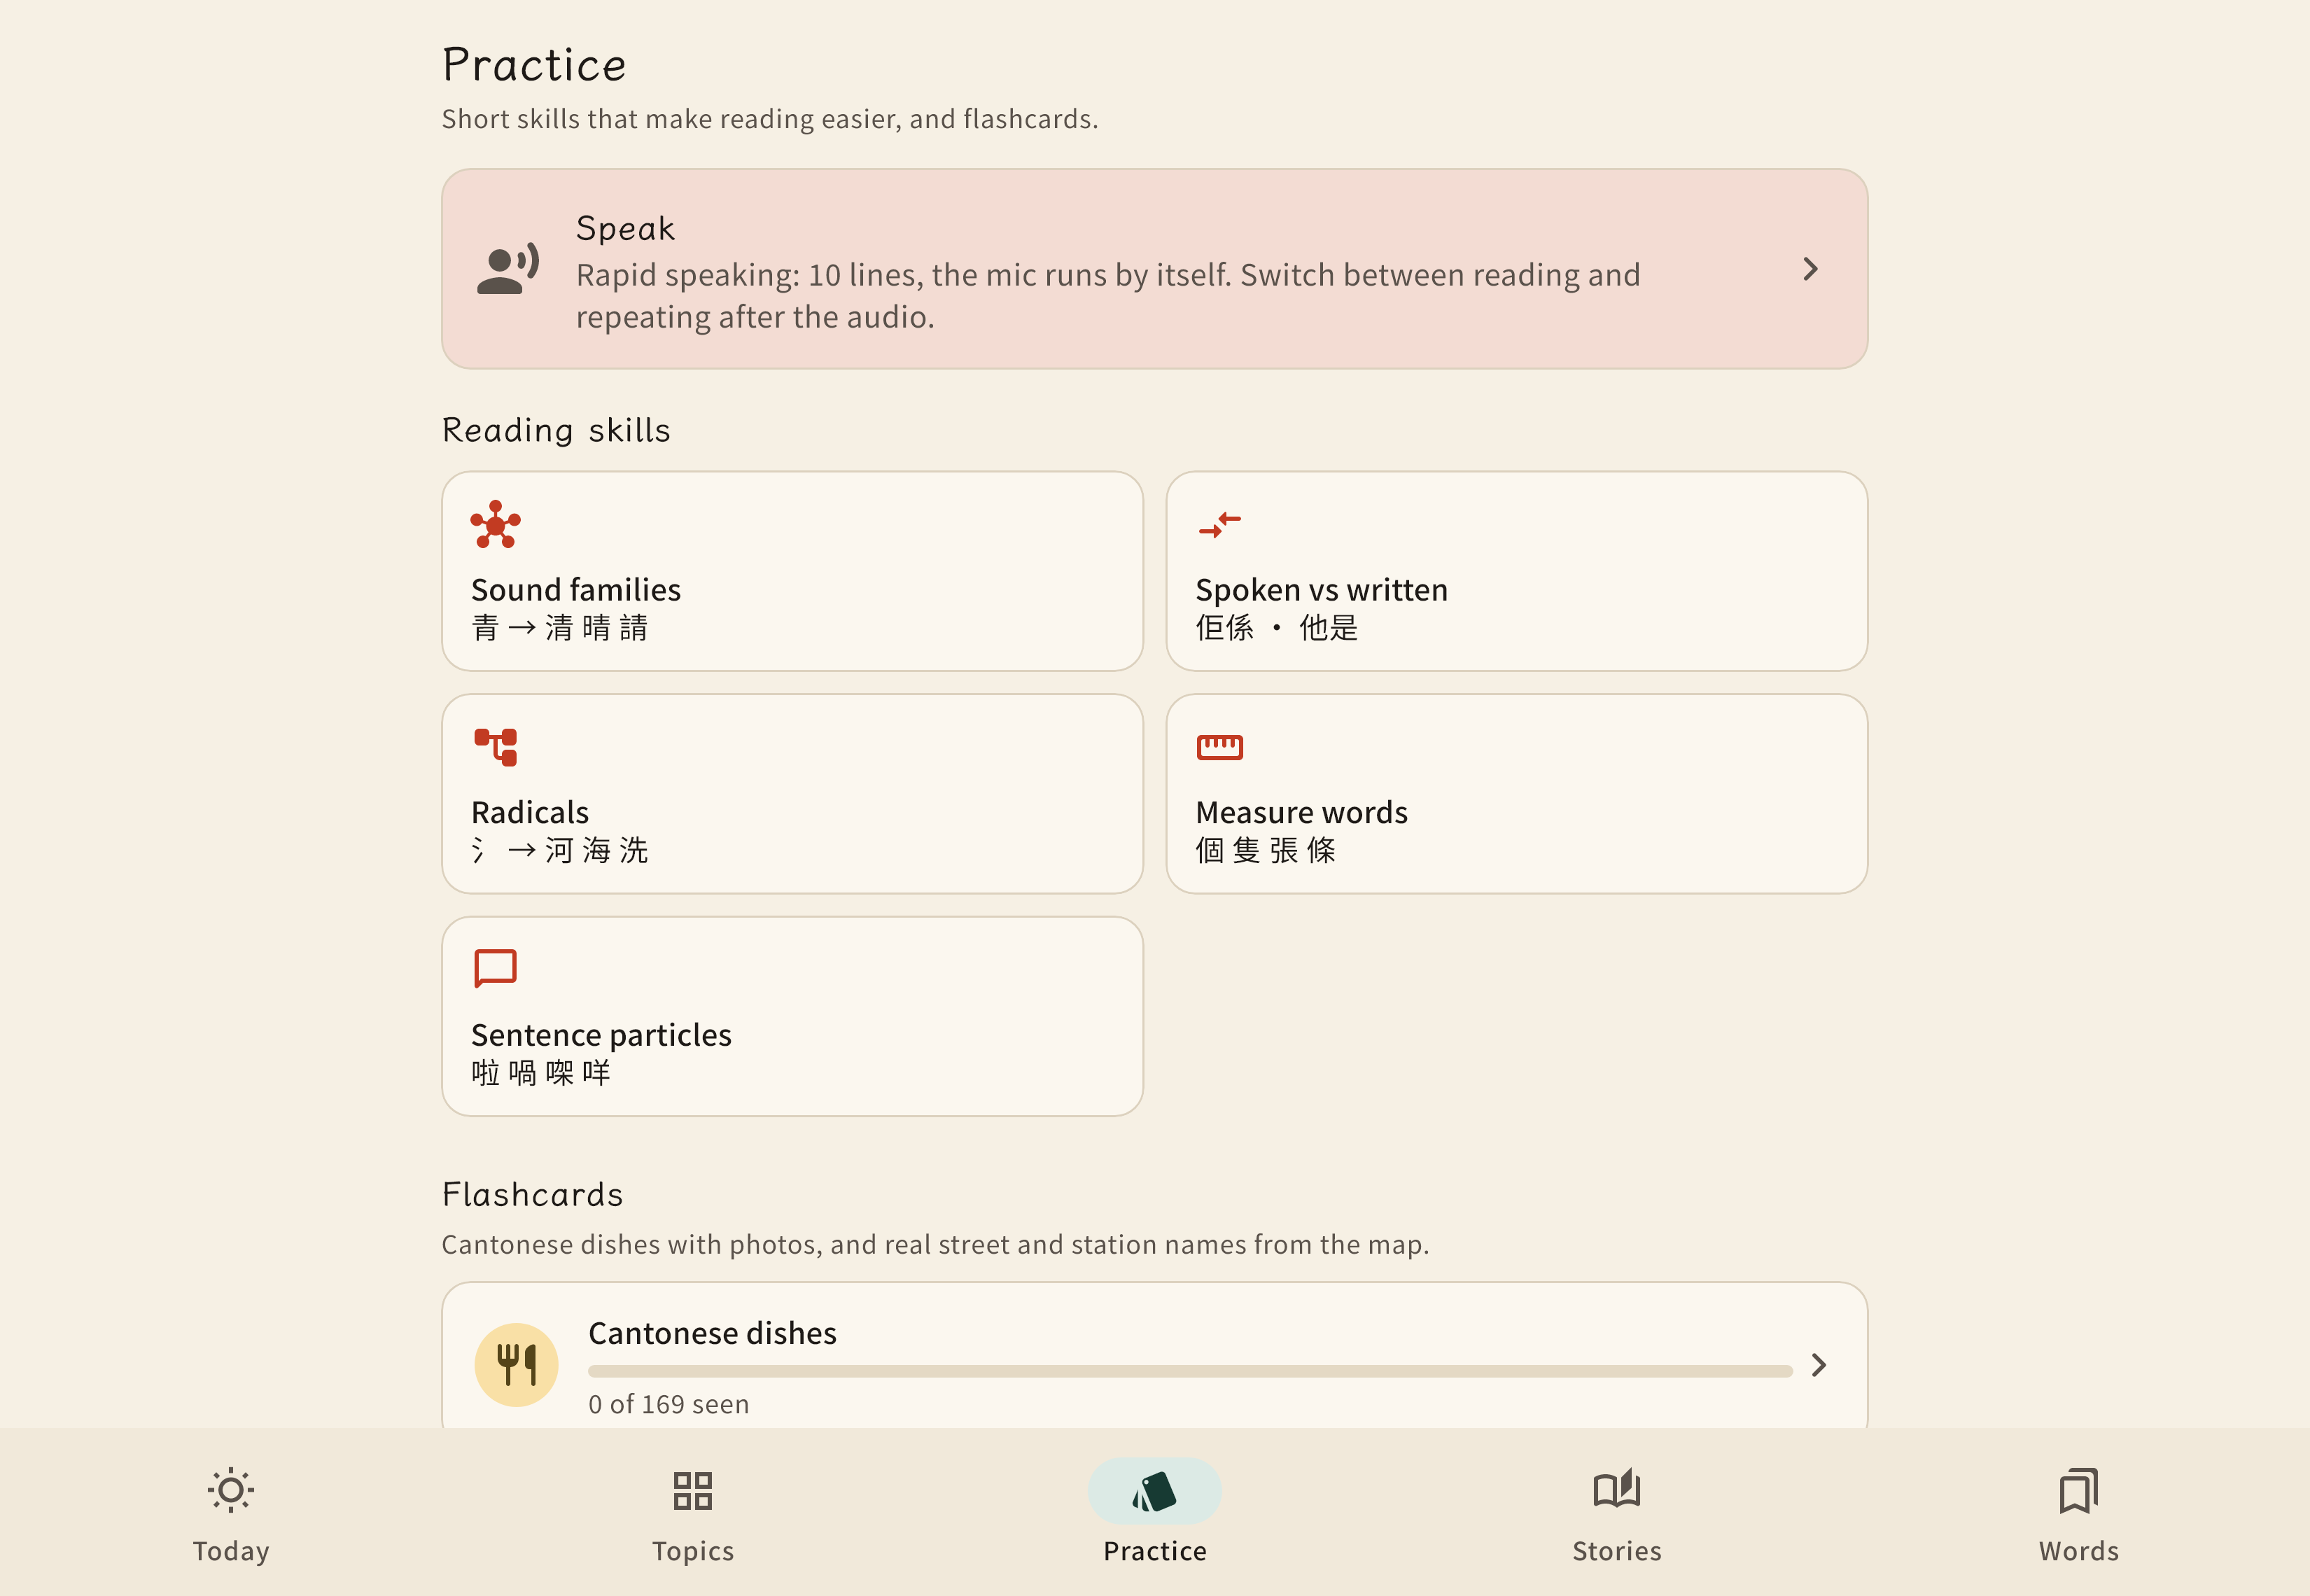 Practice
Short skills that make reading easier, and flashcards.
Speak
Rapid speaking: 10 lines, the mic runs by itself. Switch between reading and
repeating after the audio.
Reading skills
Sound families
青 → 清 晴 請
Spoken vs written
佢係 · 他是
Radicals
氵 → 河 海 洗
Measure words
個 隻 張 條
Sentence particles
啦 喎 㗎 咩
Flashcards
Cantonese dishes with photos, and real street and station names from the map.
Cantonese dishes
0 of 169 seen
Today
Topics
Practice
Stories
Words